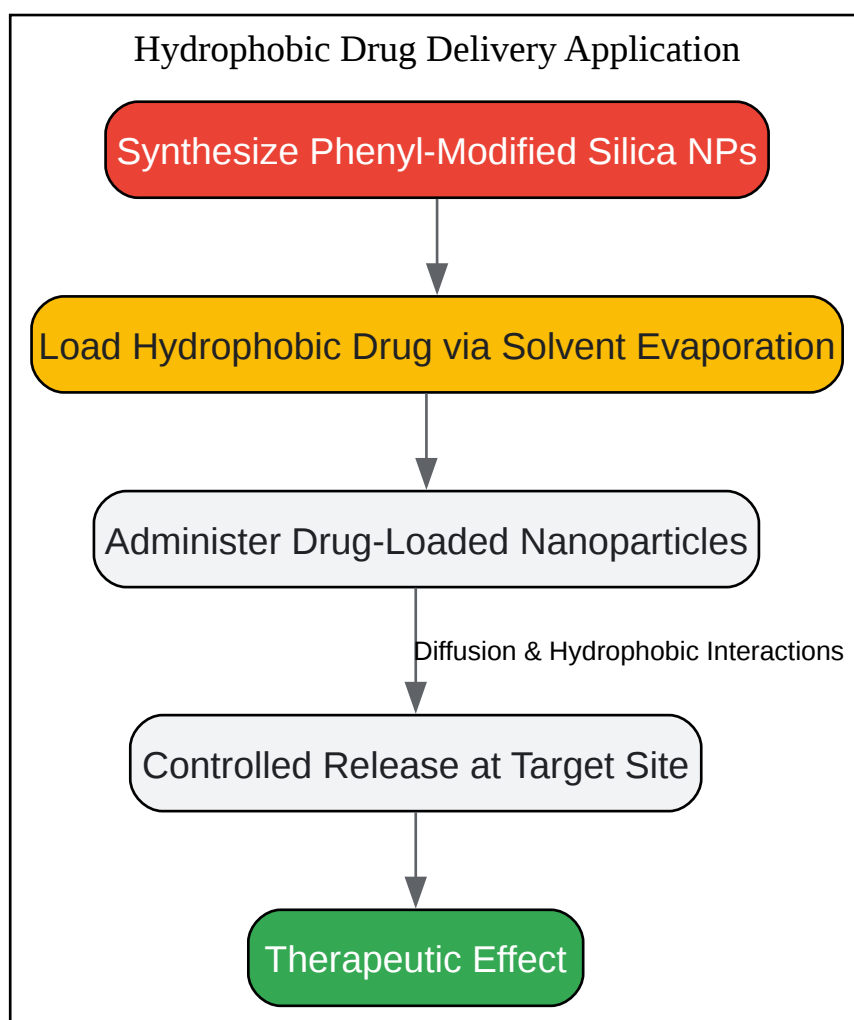 Hydrophobic Drug Delivery Application
Synthesize Phenyl-Modified Silica NPs
Load Hydrophobic Drug via Solvent Evaporation
Administer Drug-Loaded Nanoparticles
Diffusion & Hydrophobic Interactions
Controlled Release at Target Site
Therapeutic Effect